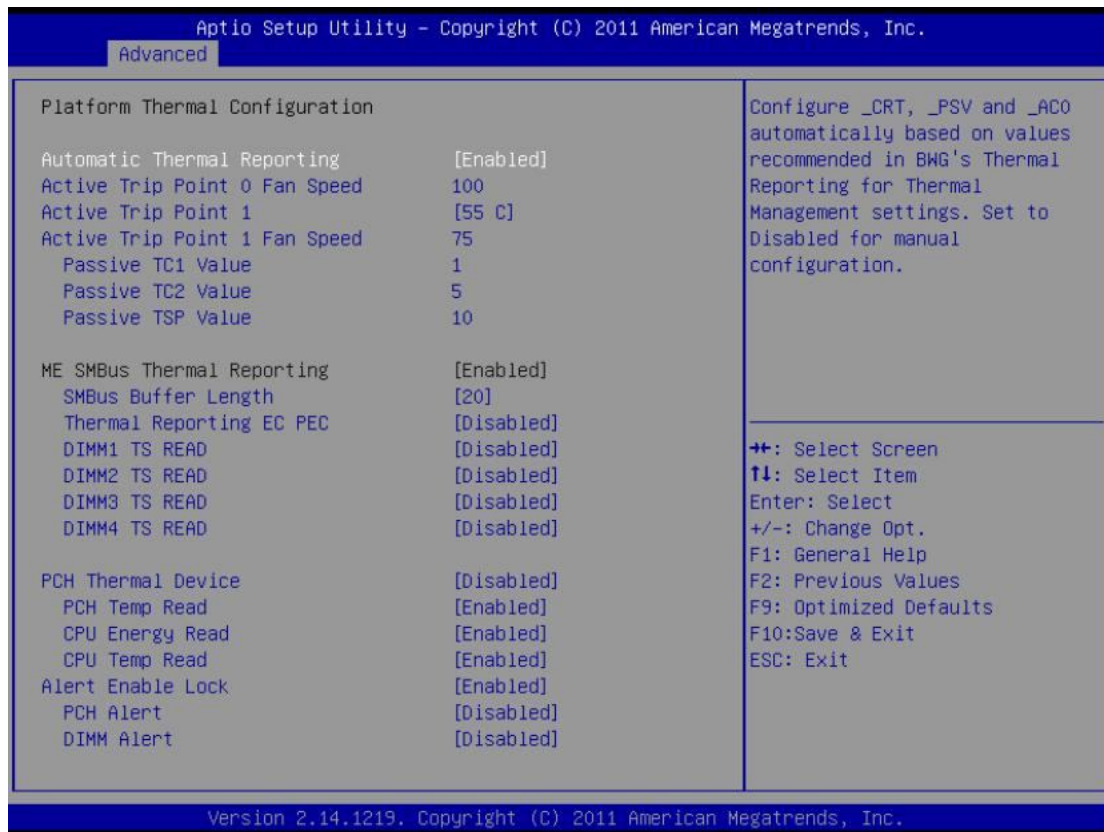 Aptio Setup Utility – Copyright (C) 2011 American Megatrends, Inc.
Advanced
Platform Thermal Configuration
Automatic Thermal Reporting [Enabled]
Active Trip Point 0 Fan Speed 100
Active Trip Point 1 [55 C]
Active Trip Point 1 Fan Speed 75
Passive TC1 Value 1
Passive TC2 Value 5
Passive TSP Value 10
ME SMBus Thermal Reporting [Enabled]
SMBus Buffer Length [20]
Thermal Reporting EC PEC [Disabled]
DIMM1 TS READ [Disabled]
DIMM2 TS READ [Disabled]
DIMM3 TS READ [Disabled]
DIMM4 TS READ [Disabled]
PCH Thermal Device [Disabled]
PCH Temp Read [Enabled]
CPU Energy Read [Enabled]
CPU Temp Read [Enabled]
Alert Enable Lock [Enabled]
PCH Alert [Disabled]
DIMM Alert [Disabled]
Configure _CRT, _PSV and _AC0
automatically based on values
recommended in BWG's Thermal
Reporting for Thermal
Management settings. Set to
Disabled for manual
configuration.
→←: Select Screen
↑↓: Select Item
Enter: Select
+/-: Change Opt.
F1: General Help
F2: Previous Values
F9: Optimized Defaults
F10:Save & Exit
ESC: Exit
Version 2.14.1219. Copyright (C) 2011 American Megatrends, Inc.